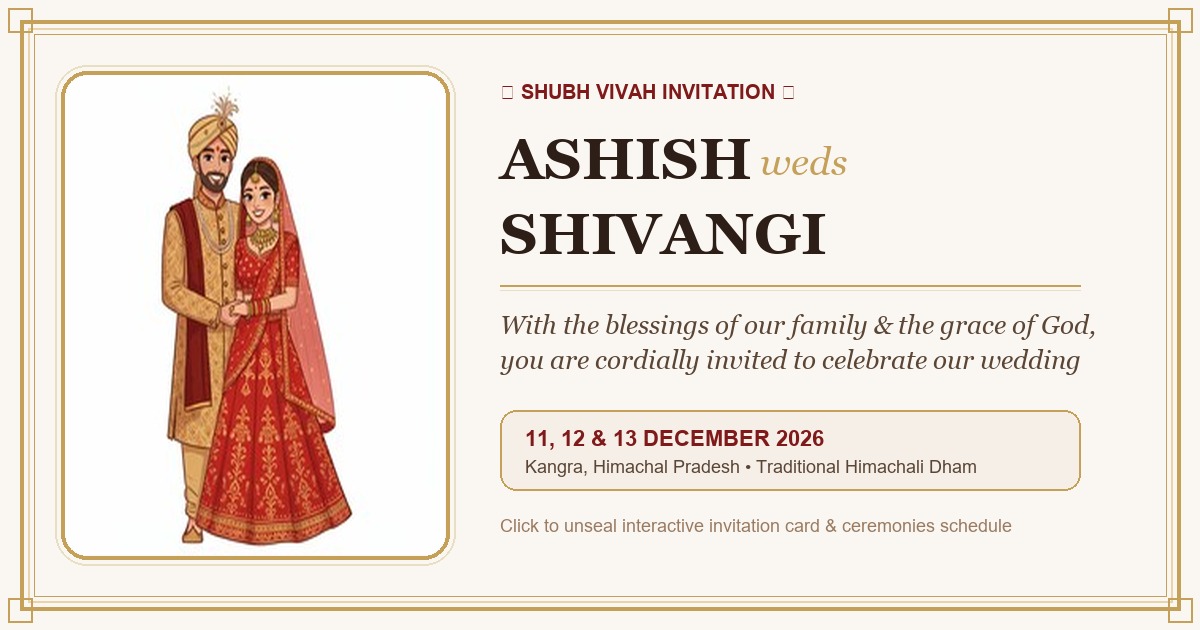 SHUBH VIVAH INVITATION
ASHISH weds
SHIVANGI
With the blessings of our family & the grace of God,
you are cordially invited to celebrate our wedding
11, 12 & 13 DECEMBER 2026
Kangra, Himachal Pradesh • Traditional Himachali Dham
Click to unseal interactive invitation card & ceremonies schedule